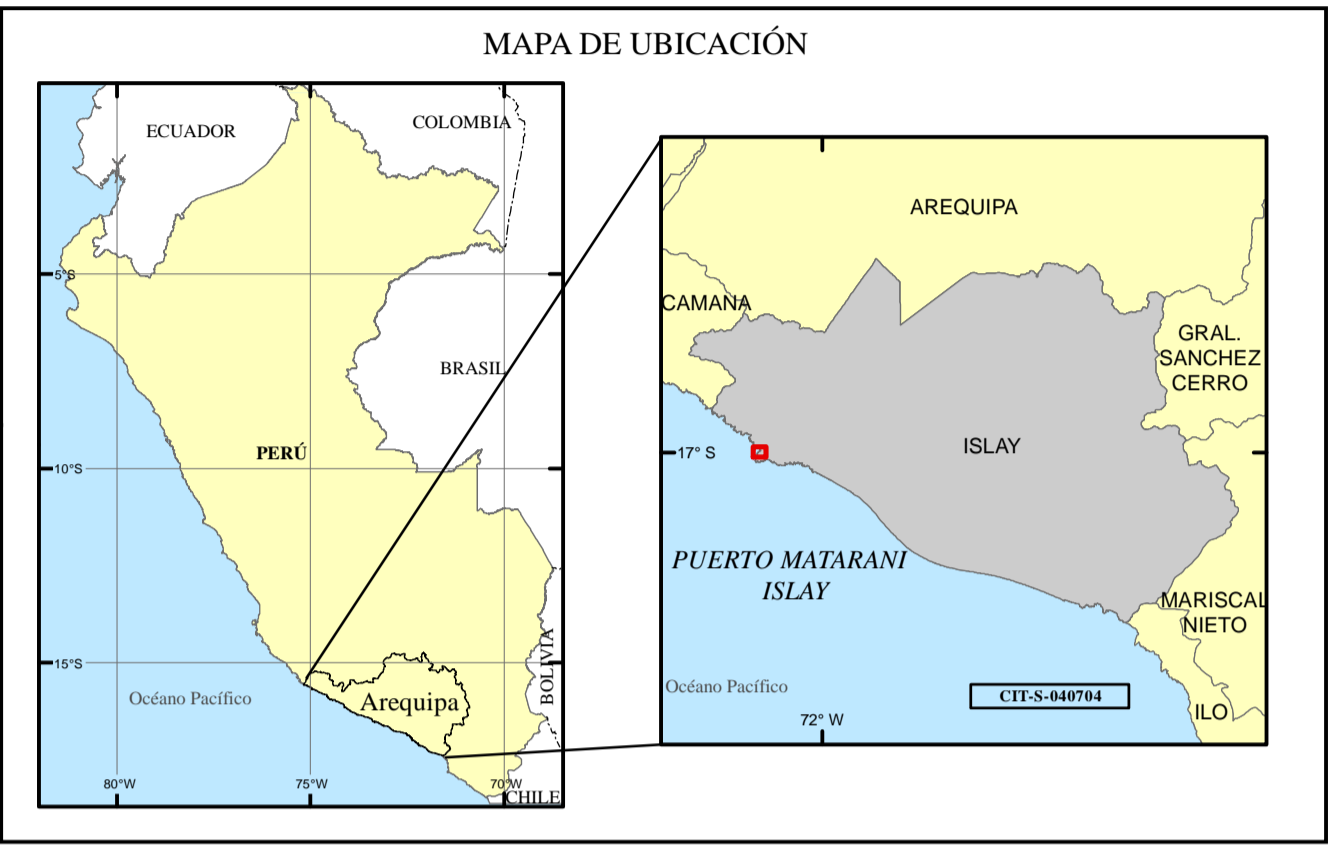 MAPA DE UBICACIÓN
ECUADOR
COLOMBIA
5°S
BRASIL
PERÚ
10°S
15°S
BOLIVIA
Océano Pacífico
Arequipa
80°W
75°W
70°W
CHILE
AREQUIPA
CAMANA
GRAL.
SANCHEZ
CERRO
17° S
ISLAY
PUERTO MATARANI
ISLAY
MARISCAL
NIETO
Océano Pacífico
CIT-S-040704
72° W
ILO